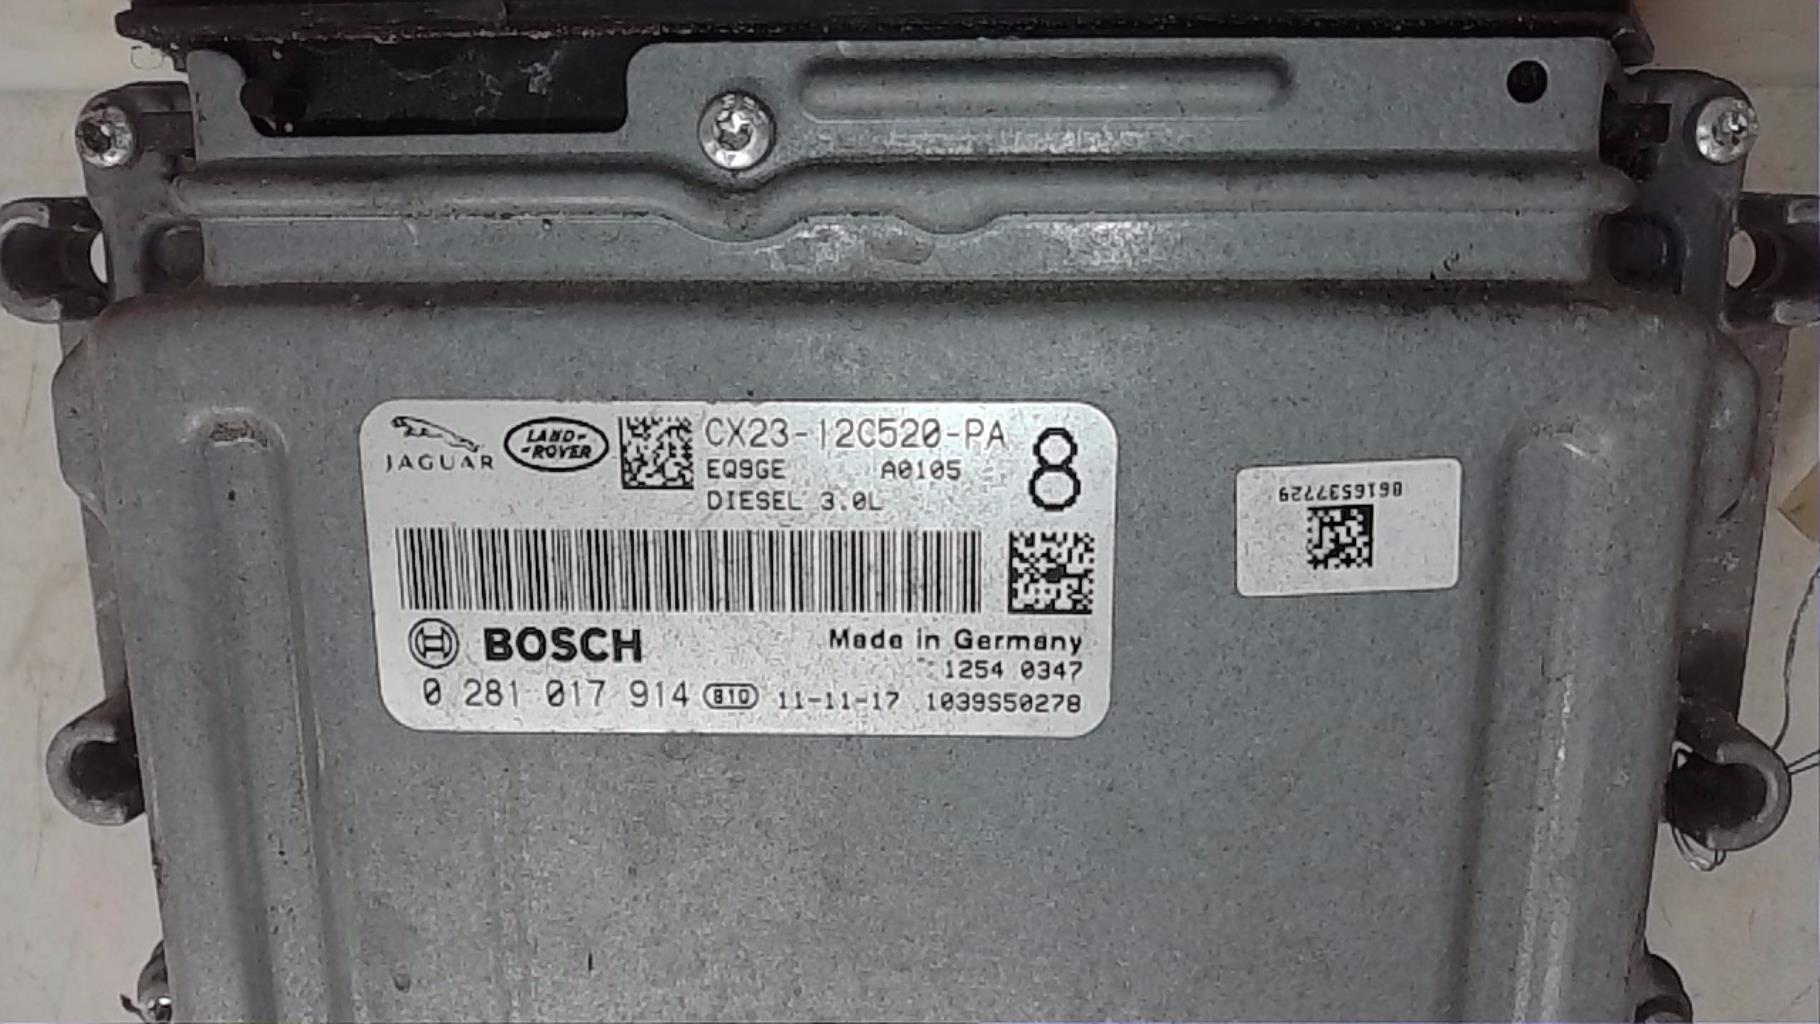 JAGUAR
LAND-
-ROVER
CX23-12C520-PA
EQ9GE A0105
8
DIESEL 3.0L
8616537729
BOSCH
Made in Germany
1254 0347
0 281 017 914 810 11-11-17 1039S50278